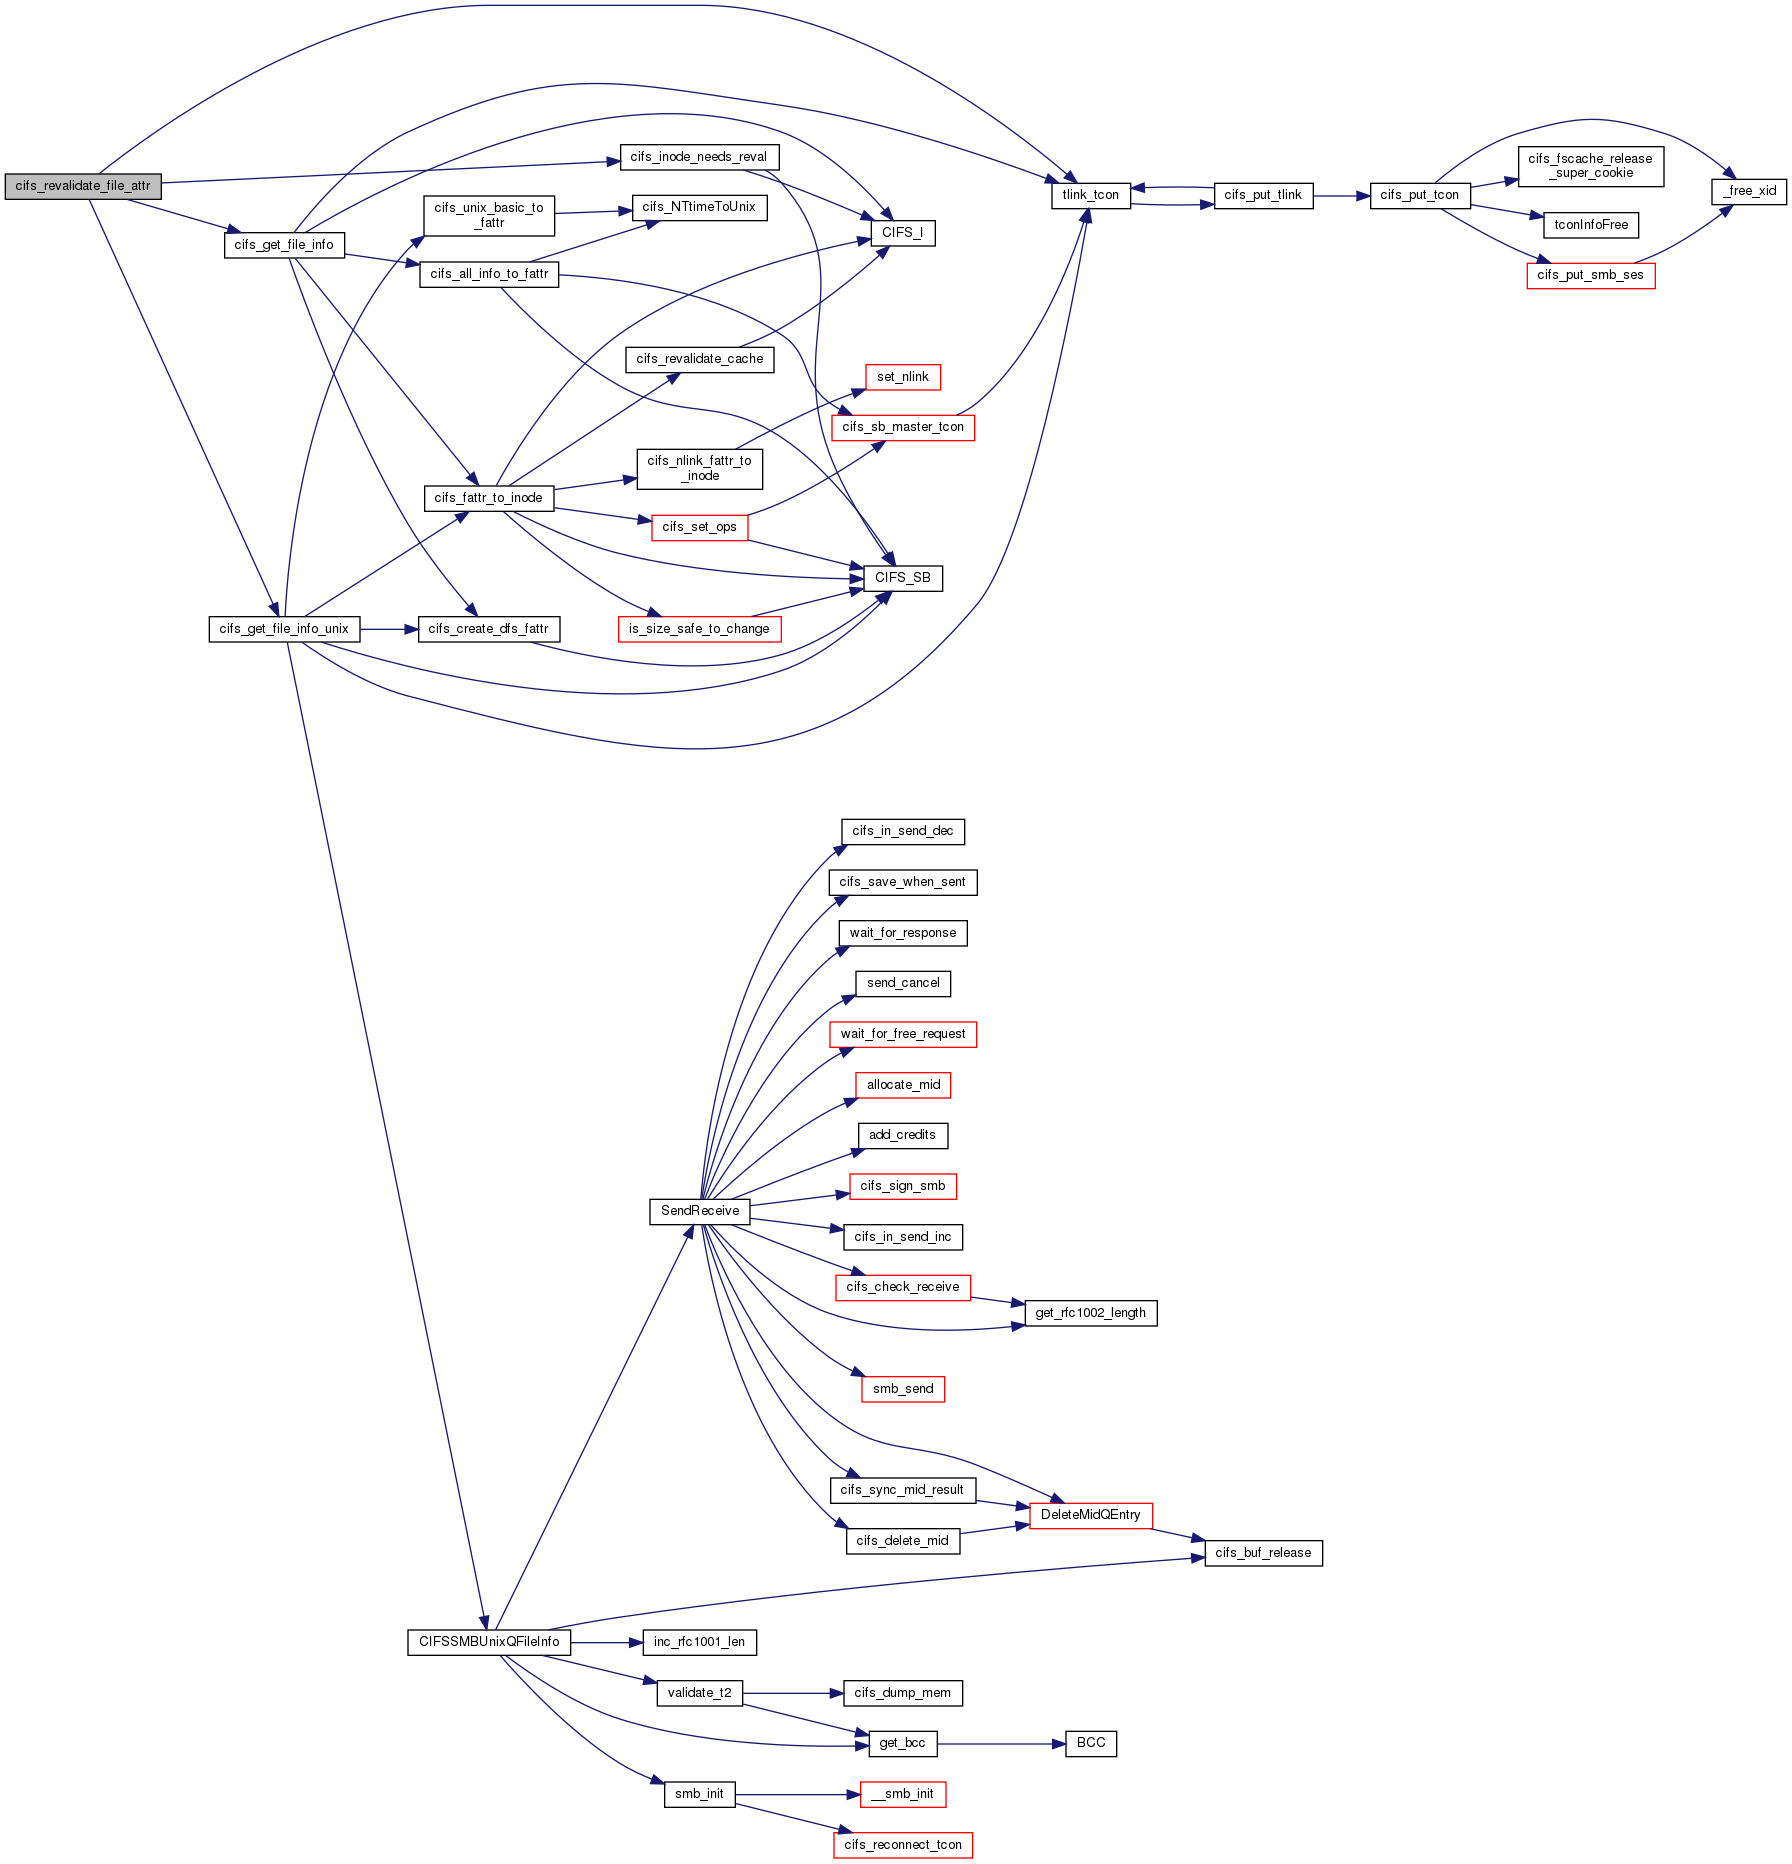 cifs_revalidate_file_attr
cifs_get_file_info
cifs_get_file_info_unix
cifs_unix_basic_to
_fattr
cifs_all_info_to_fattr
cifs_fattr_to_inode
cifs_create_dfs_fattr
CIFSSMBUnixQFileInfo
cifs_inode_needs_reval
cifs_NTtimeToUnix
cifs_revalidate_cache
cifs_nlink_fattr_to
_inode
cifs_set_ops
is_size_safe_to_change
SendReceive
inc_rfc1001_len
validate_t2
smb_init
CIFS_I
set_nlink
cifs_sb_master_tcon
CIFS_SB
cifs_in_send_dec
cifs_save_when_sent
wait_for_response
send_cancel
wait_for_free_request
allocate_mid
add_credits
cifs_sign_smb
cifs_in_send_inc
cifs_check_receive
smb_send
cifs_sync_mid_result
cifs_delete_mid
cifs_dump_mem
get_bcc
__smb_init
cifs_reconnect_tcon
tlink_tcon
get_rfc1002_length
DeleteMidQEntry
BCC
cifs_put_tlink
cifs_buf_release
cifs_put_tcon
cifs_fscache_release
_super_cookie
tconInfoFree
cifs_put_smb_ses
_free_xid